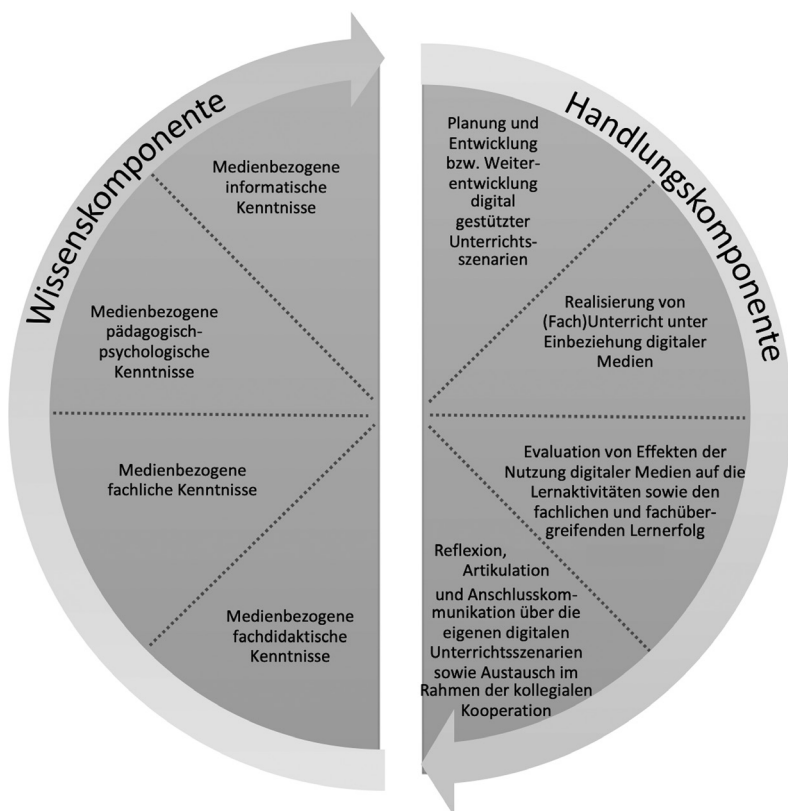 Wissenskomponente
Medienbezogene
informatische
Kenntnisse
Medienbezogene
pädagogisch-
psychologische
Kenntnisse
Medienbezogene
fachliche Kenntnisse
Medienbezogene
fachdidaktische
Kenntnisse
Handlungskomponente
Planung und
Entwicklung
bzw. Weiter-
entwicklung
digital
gestützter
Unterrichts-
szenarien
Realisierung von
(Fach)Unterricht unter
Einbeziehung digitaler
Medien
Evaluation von Effekten der
Nutzung digitaler Medien auf die
Lernaktivitäten sowie den
fachlichen und fachüber-
greifenden Lernerfolg
Reflexion,
Artikulation
und Anschlusskom-
munikation über die
eigenen digitalen
Unterrichtsszenarien
sowie Austausch im
Rahmen der kollegialen
Kooperation